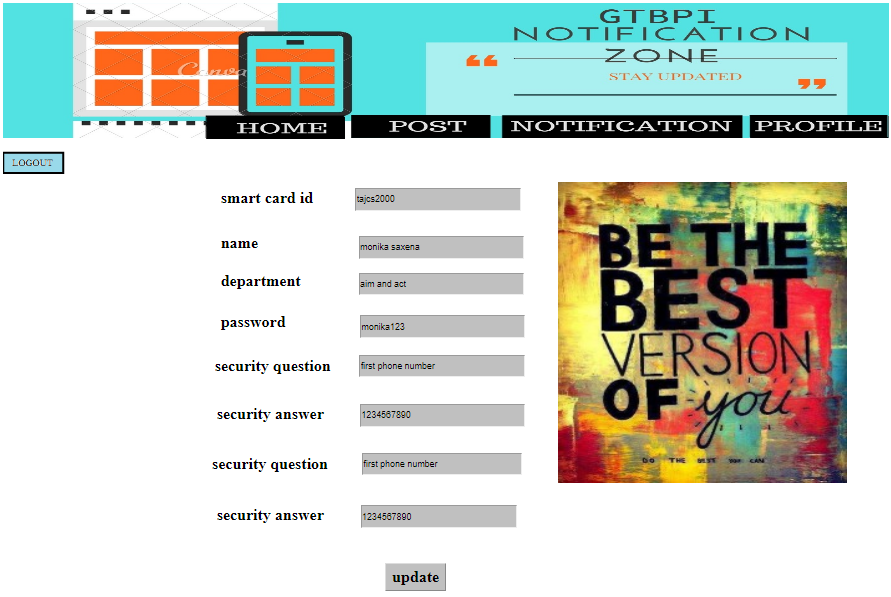 GTBPI
NOTIFICATION
ZONE
“
STAY UPDATED
”
Canva
HOME
POST
NOTIFICATION
PROFILE
LOGOUT
smart card id tajcs2000
name monika saxena
department aim and act
password monika123
security question first phone number
security answer 1234567890
security question first phone number
security answer 1234567890
update
BE THE
BEST
VERSION
OF you
DO THE BEST YOU CAN